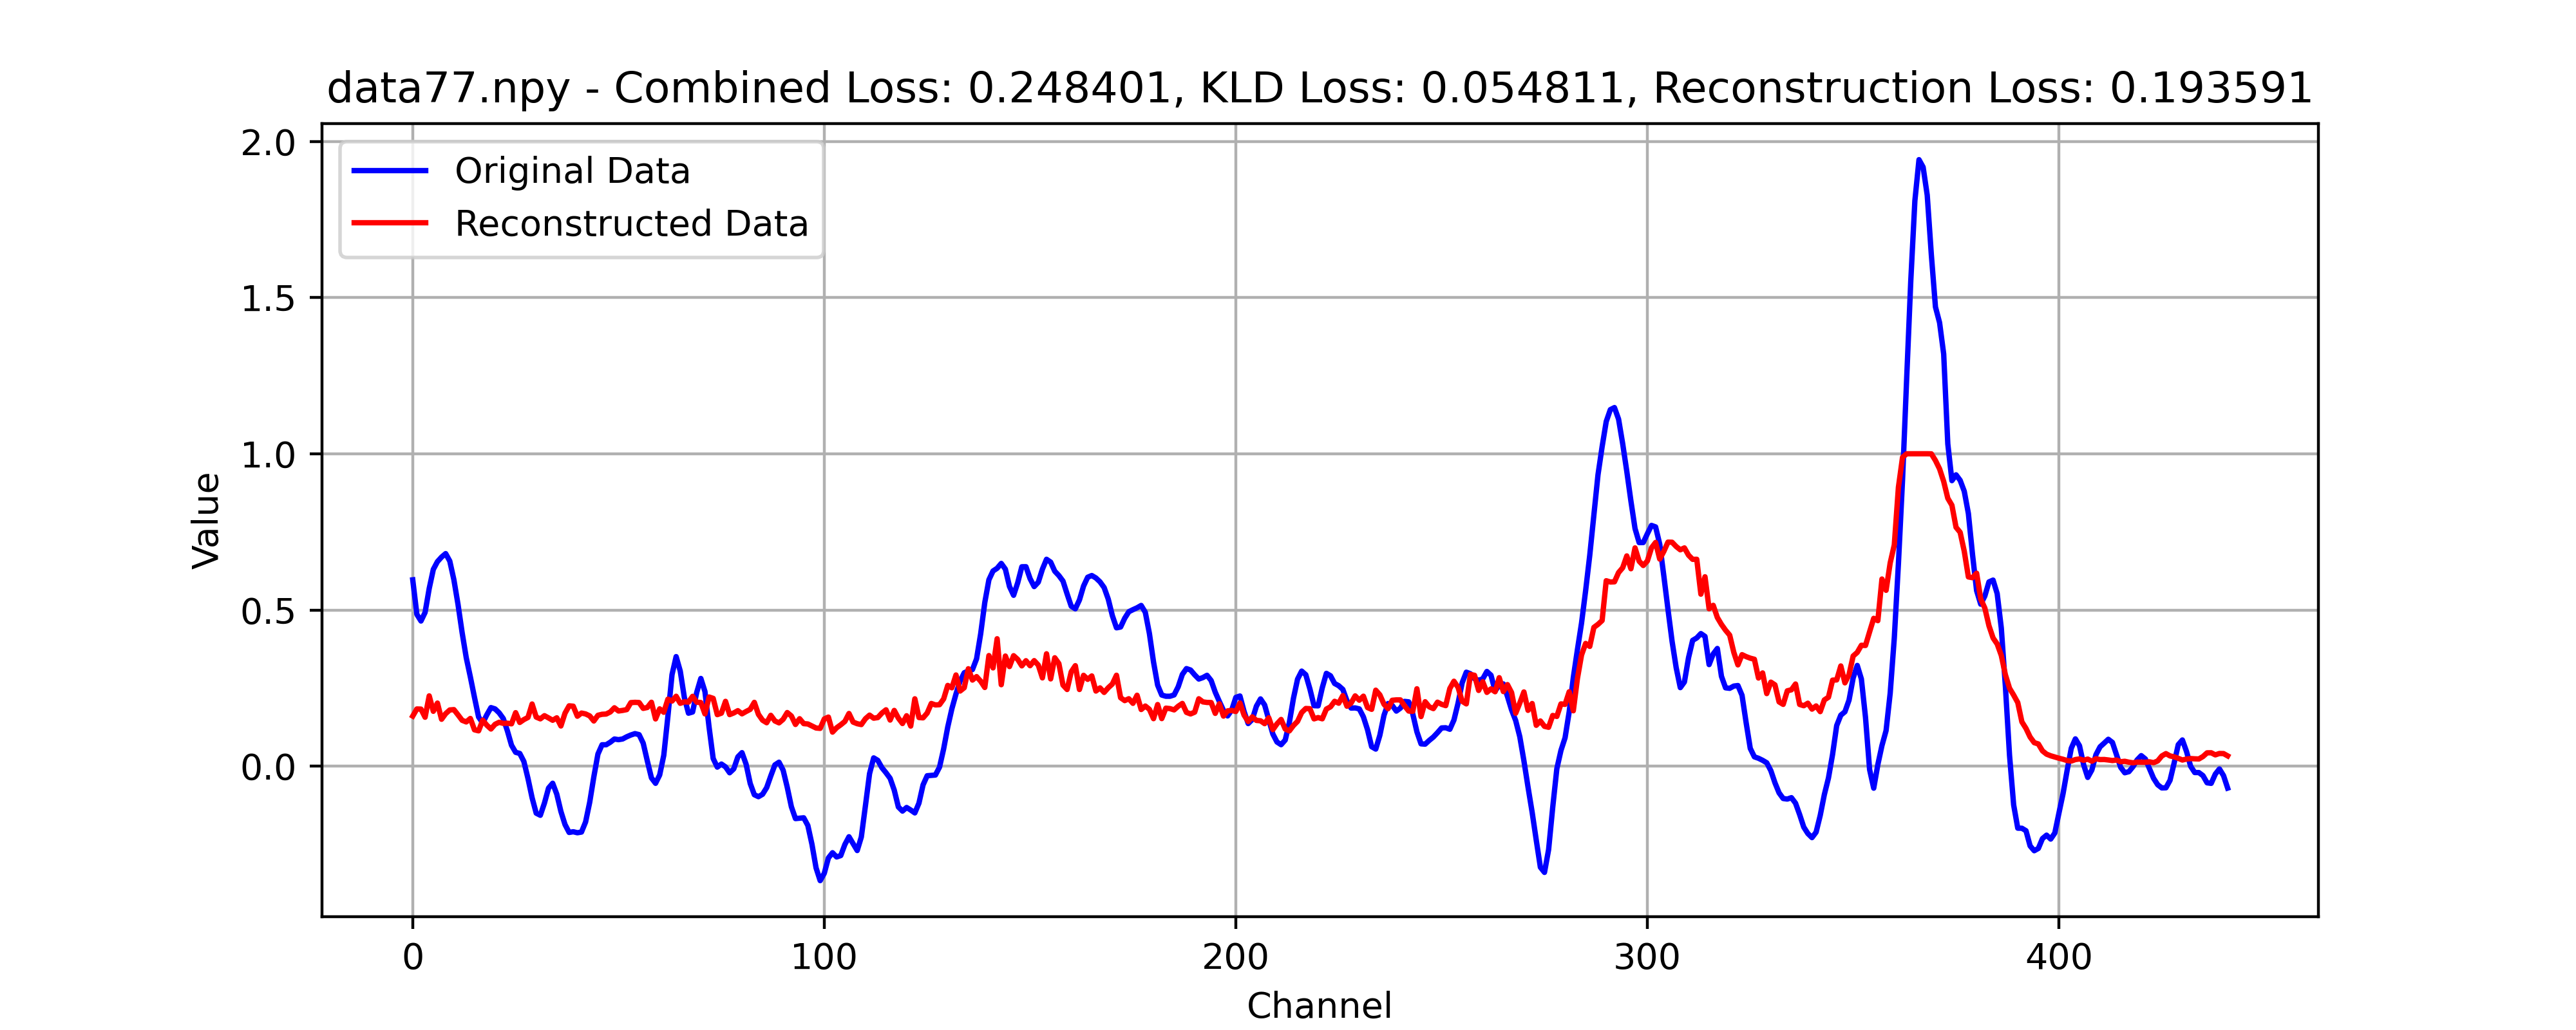 data77.npy - Combined Loss: 0.248401, KLD Loss: 0.054811, Reconstruction Loss: 0.193591
Original Data
Reconstructed Data
2.0
1.5
1.0
0.5
0.0
Value
0 100 200 300 400
Channel